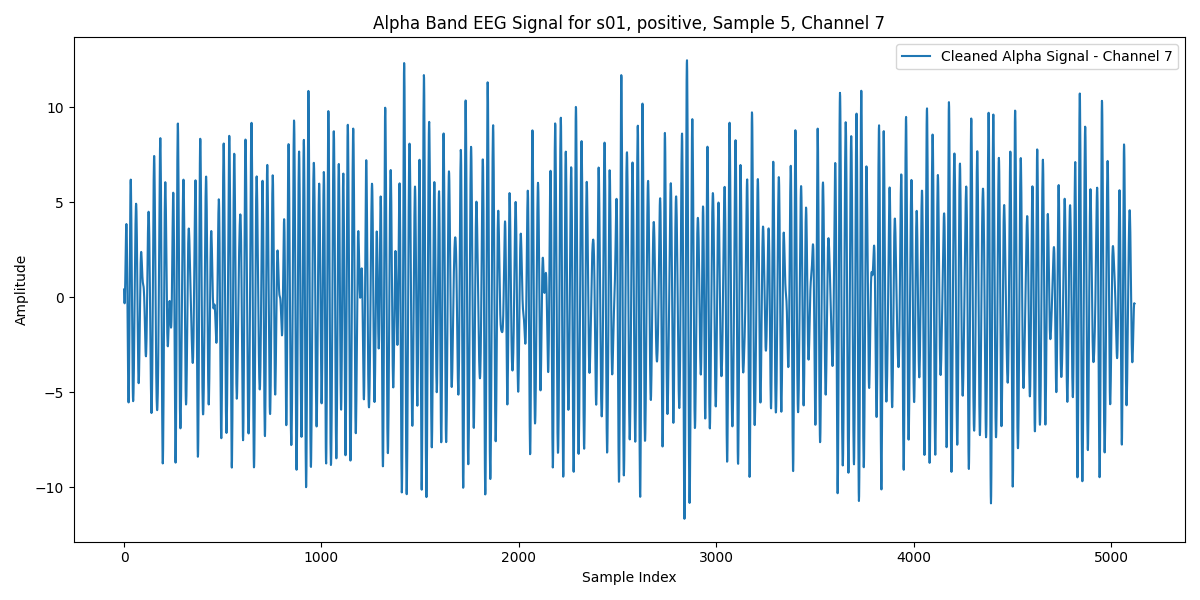 Alpha Band EEG Signal for s01, positive, Sample 5, Channel 7
Cleaned Alpha Signal - Channel 7
Amplitude
10
5
0
−5
−10
0 1000 2000 3000 4000 5000
Sample Index